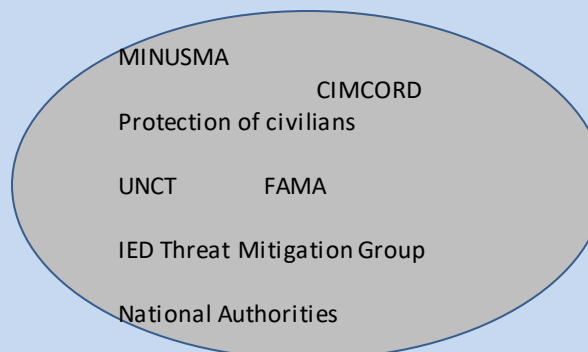 MINUSMA
CIMCORD
Protection of civilians
UNCT FAMA
IED Threat Mitigation Group
National Authorities